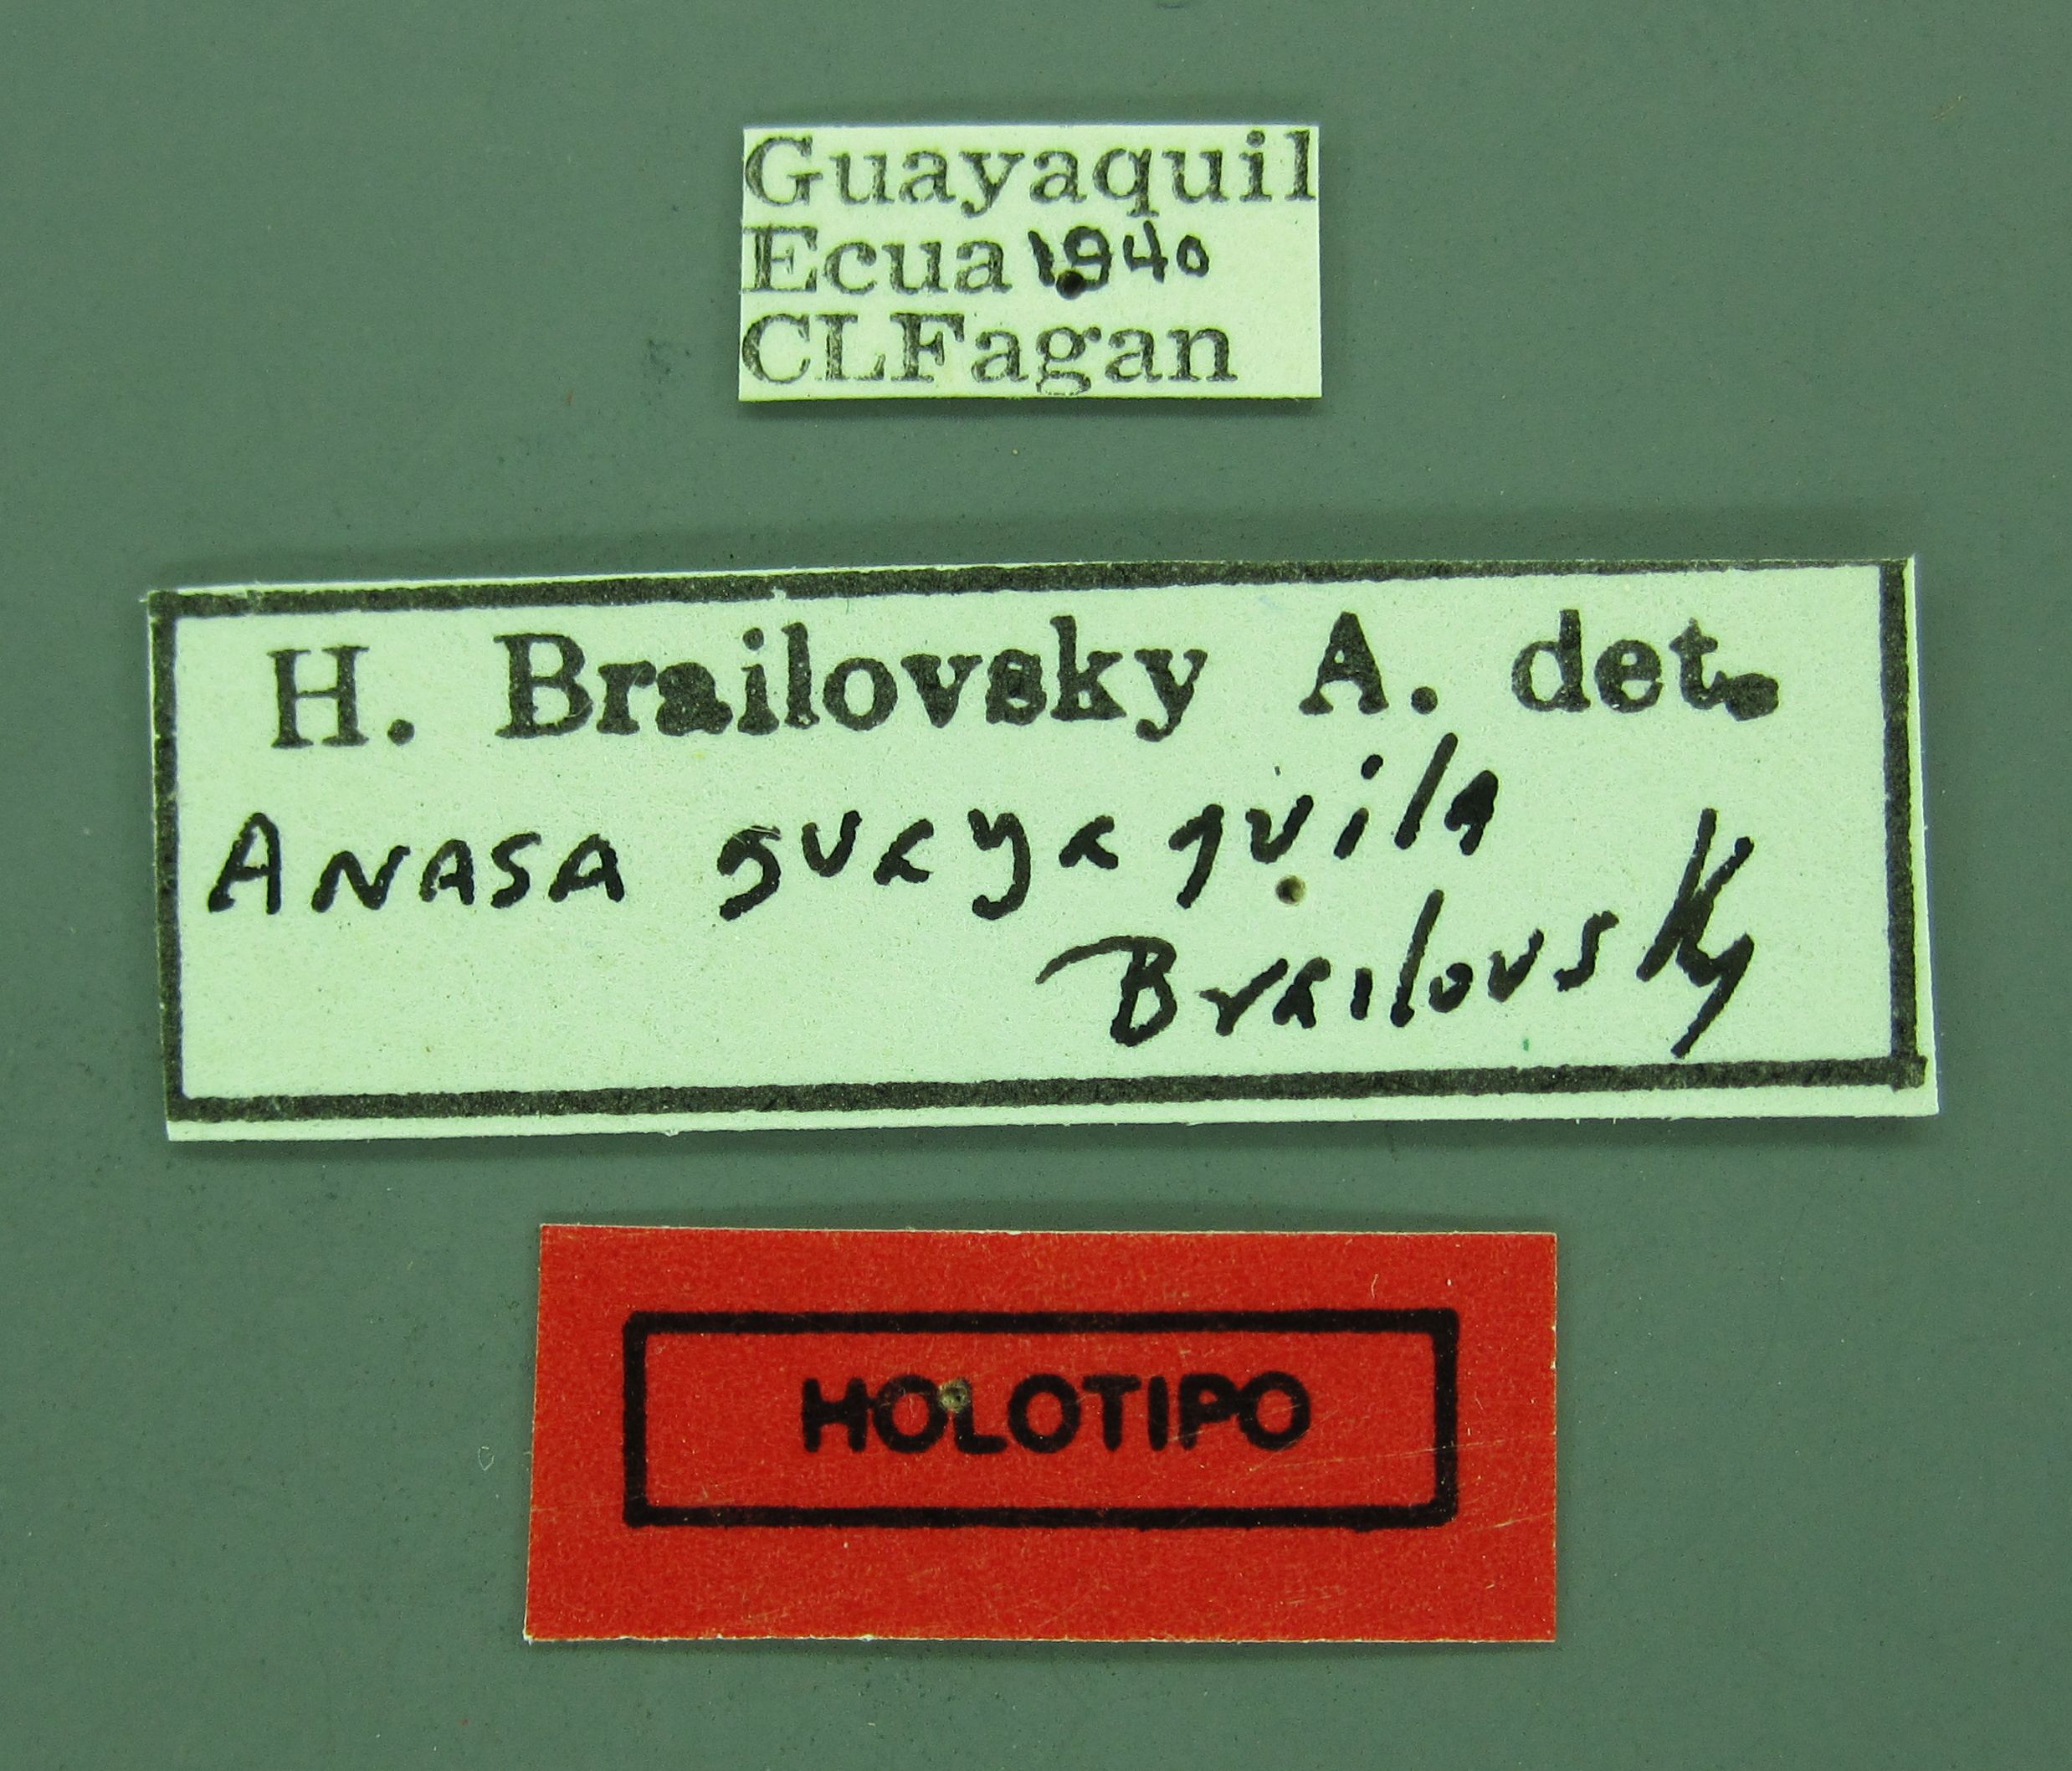 Guayaquil
Ecua 1940
CLFagan
H. Brailovsky A. det.
ANASA guayaquila
Brailovsky
HOLOTIPO